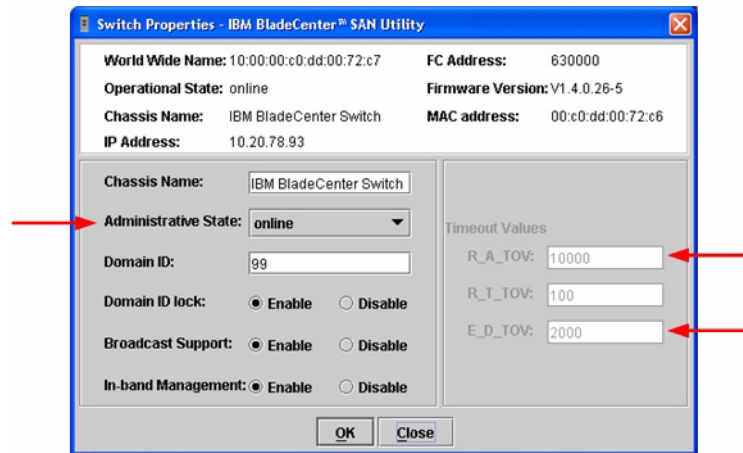 Switch Properties - IBM BladeCenter™ SAN Utility
World Wide Name: 10:00:00:c0:dd:00:72:c7 FC Address: 630000
Operational State: online Firmware Version: V1.4.0.26-5
Chassis Name: IBM BladeCenter Switch MAC address: 00:c0:dd:00:72:c6
IP Address: 10.20.78.93
Chassis Name: IBM BladeCenter Switch
Administrative State: online
Domain ID: 99
Domain ID lock: Enable Disable
Broadcast Support: Enable Disable
In-band Management: Enable Disable
Timeout Values
R_A_TOV: 10000
R_T_TOV: 100
E_D_TOV: 2000
OK Close